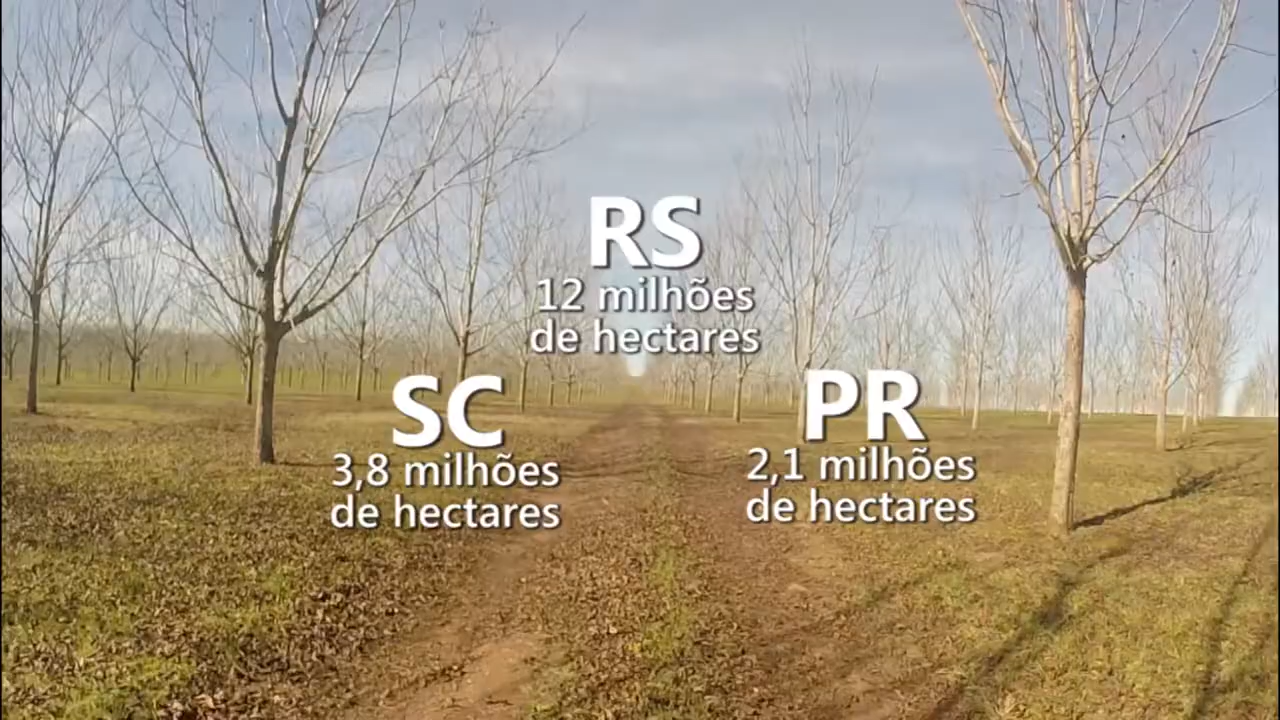 RS
12 milhões
de hectares
SC
3,8 milhões
de hectares
PR
2,1 milhões
de hectares